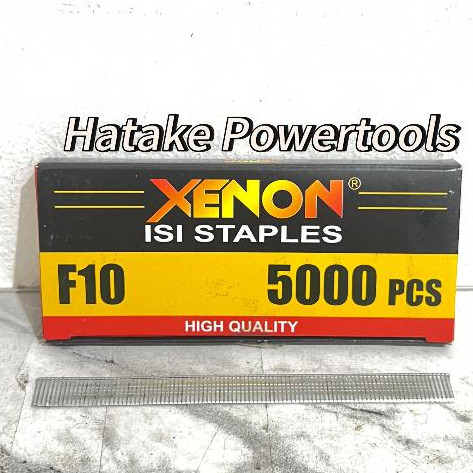 Hatake Powertools
XENON®
ISI STAPLES
F10 5000 PCS
HIGH QUALITY